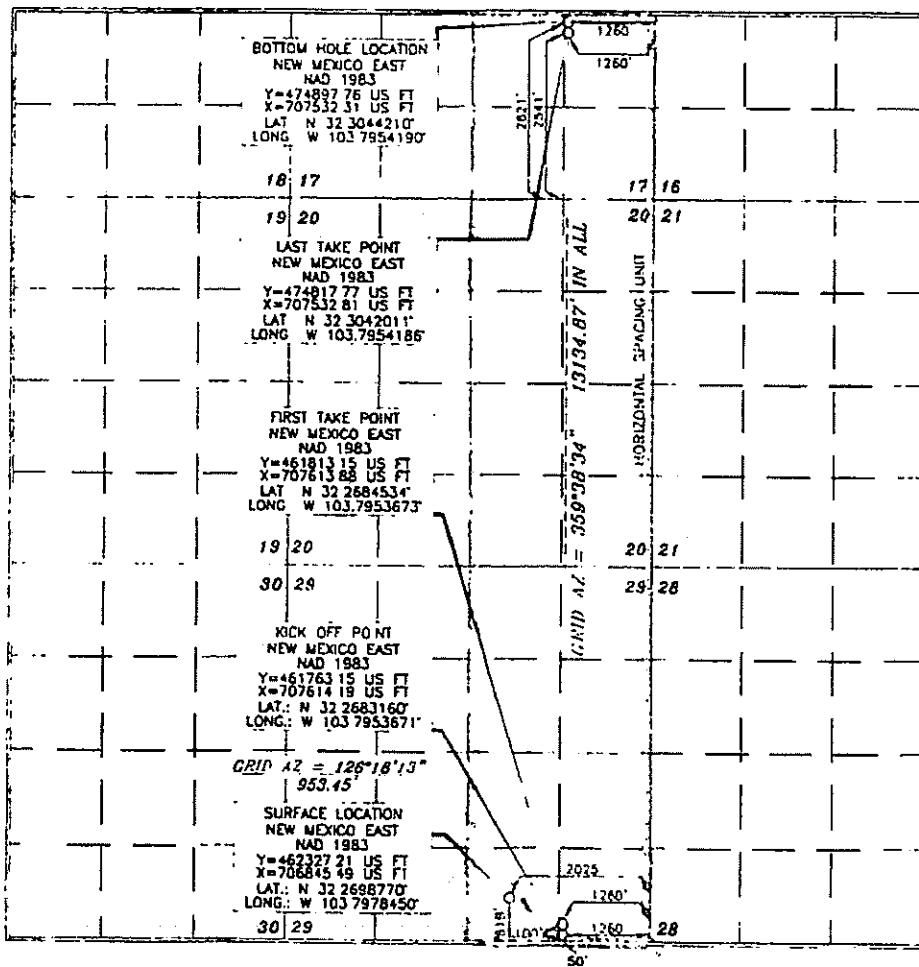 1260
BOTTOM HOLE LOCATION
NEW MEXICO EAST
NAD 1983
Y=474897 76 US FT
X=707532 31 US FT
LAT N 32 3044210°
LONG W 103 7954190°
1260'
2621'
2541'
18 17
17 16
19 20
20 21
LAST TAKE POINT
NEW MEXICO EAST
NAD 1983
Y=474817 77 US FT
X=707532 81 US FT
LAT N 32 3042011°
LONG W 103 7954186°
GRID AZ = 359°38'34" 13134.87' IN ALL
HORIZONTAL SPACING UNIT
FIRST TAKE POINT
NEW MEXICO EAST
NAD 1983
Y=461813 15 US FT
X=707613 88 US FT
LAT N 32 2684534°
LONG W 103.7953673°
19 20
20 21
30 29
29 28
KICK OFF POINT
NEW MEXICO EAST
NAD 1983
Y=461763 15 US FT
X=707614 19 US FT
LAT.: N 32 2683160°
LONG.: W 103 7953671°
GRID AZ = 126°16'13"
953.45'
SURFACE LOCATION
NEW MEXICO EAST
NAD 1983
Y=462327 21 US FT
X=706845 49 US FT
LAT.: N 32 2698770°
LONG.: W 103.7978450°
2025
1260'
100'
1260
30 29
28
50'